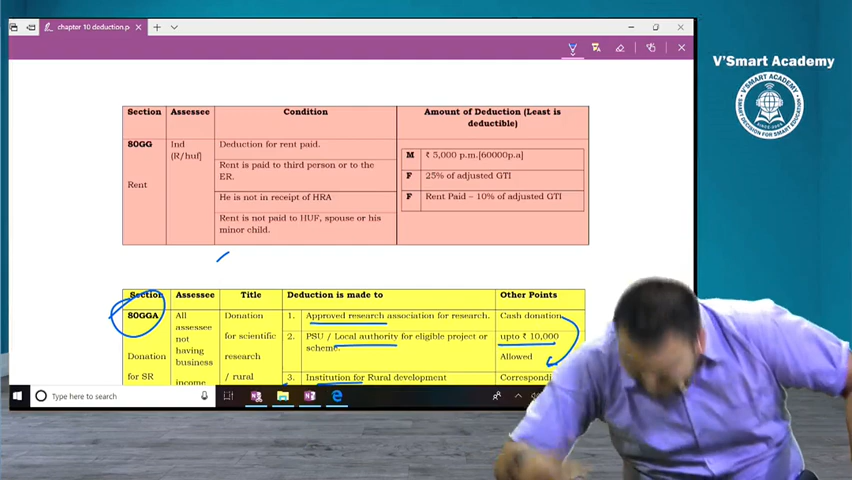 chapter 10 deduction.p
V'Smart Academy
V'SMART ACADEMY
Section Assessee Condition Amount of Deduction (Least is
deductible)
80GG
Rent
Ind
(R/huf]
Deduction for rent paid.
Rent is paid to third person or to the
ER.
He is not in receipt of HRA
Rent is not paid to HUF, spouse or his
minor child.
M ₹ 5,000 p.m.[60000p.a]
F 25% of adjusted GTI
F Rent Paid – 10% of adjusted GTI
Section Assessee Title Deduction is made to Other Points
80GGA
Donation
for SR
All
assessee
not
having
business
income
Donation
for scientific
research
/ rural
1. Approved research association for research.
2. PSU / Local authority for eligible project or
scheme.
3. Institution for Rural development
Cash donation
upto ₹ 10,000
Allowed
Correspondi
Type here to search